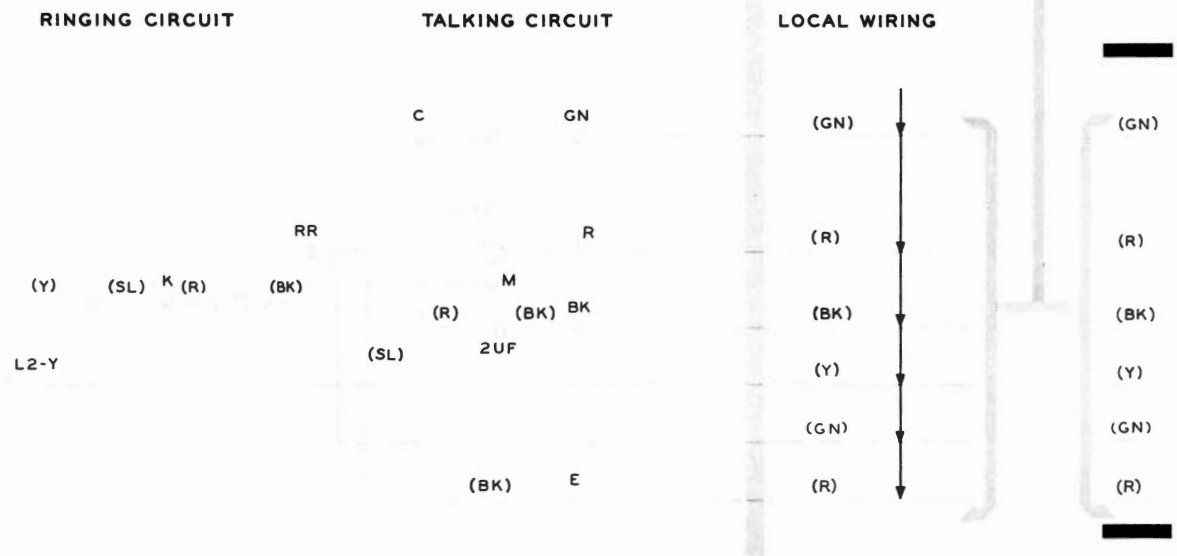 RINGING CIRCUIT TALKING CIRCUIT LOCAL WIRING
C GN (GN) (GN)
RR R (R) (R)
(Y) (SL) K (R) (BK) M
(R) (BK) BK (BK) (BK)
L2-Y (SL) 2UF (Y) (Y)
(GN) (GN)
(BK) E (R) (R)